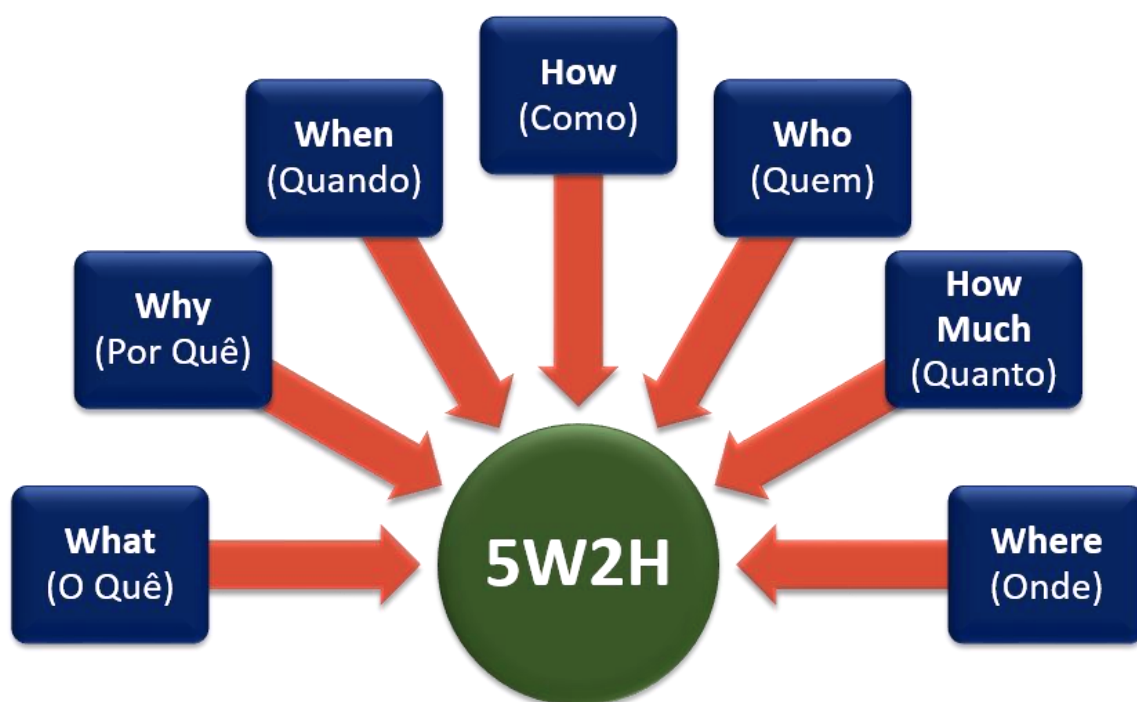 How
(Como)
When
(Quando)
Who
(Quem)
Why
(Por Quê)
How
Much
(Quanto)
What
(O Quê)
5W2H
Where
(Onde)